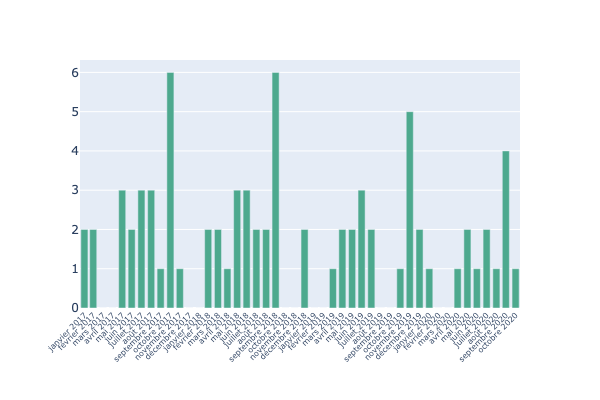 6
5
4
3
2
1
0
janvier 2017
février 2017
mars 2017
avril 2017
mai 2017
juin 2017
juillet 2017
août 2017
septembre 2017
octobre 2017
novembre 2017
décembre 2017
janvier 2018
février 2018
mars 2018
avril 2018
mai 2018
juin 2018
juillet 2018
août 2018
septembre 2018
octobre 2018
novembre 2018
décembre 2018
janvier 2019
février 2019
mars 2019
avril 2019
mai 2019
juin 2019
juillet 2019
août 2019
septembre 2019
octobre 2019
novembre 2019
décembre 2019
janvier 2020
février 2020
mars 2020
avril 2020
mai 2020
juin 2020
juillet 2020
août 2020
septembre 2020
octobre 2020